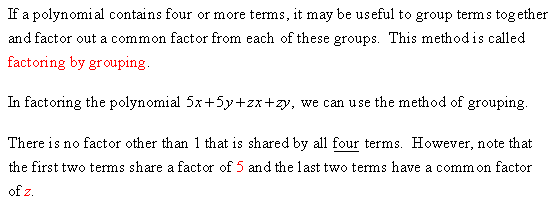 If a polynomial contains four or more terms, it may be useful to group terms together
and factor out a common factor from each of these groups. This method is called
factoring by grouping.
In factoring the polynomial 5x+5y+zx+zy, we can use the method of grouping.
There is no factor other than 1 that is shared by all four terms. However, note that
the first two terms share a factor of 5 and the last two terms have a common factor
of z.